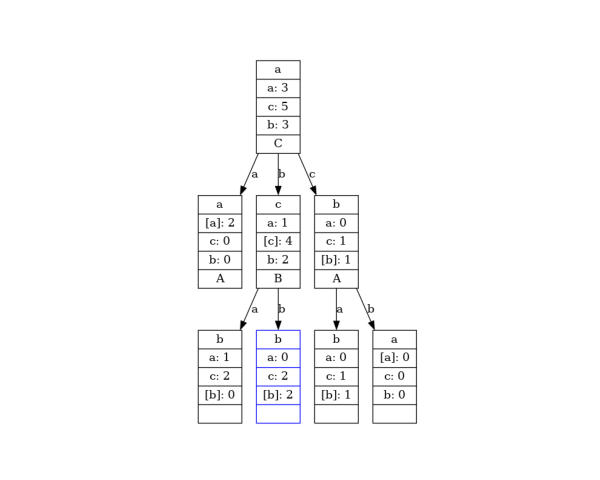 a
a: 3
c: 5
b: 3
C
a
b
c
a
[a]: 2
c: 0
b: 0
A
c
a: 1
[c]: 4
b: 2
B
b
a: 0
c: 1
[b]: 1
A
a
b
a
b
b
a: 1
c: 2
[b]: 0
b
a: 0
c: 2
[b]: 2
b
a: 0
c: 1
[b]: 1
a
[a]: 0
c: 0
b: 0